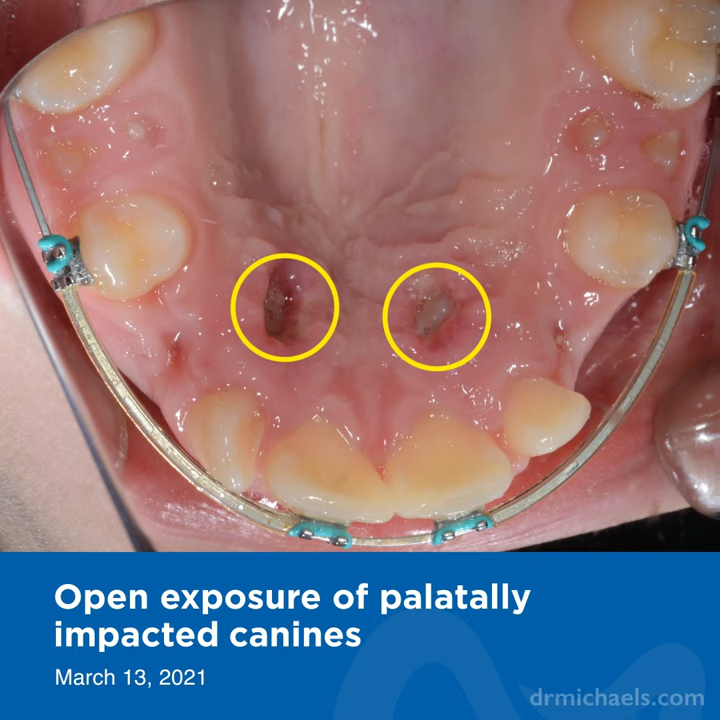 Open exposure of palatally
impacted canines
March 13, 2021
drmichaels.com